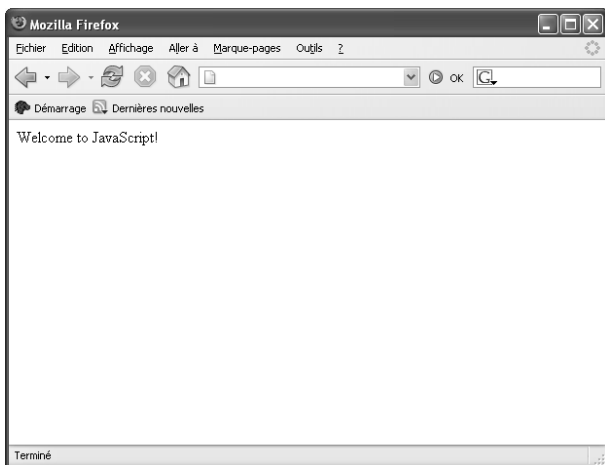 Mozilla Firefox
Fichier Edition Affichage Aller à Marque-pages Outils ?
OK G
Démarrage Dernières nouvelles
Welcome to JavaScript!
Terminé